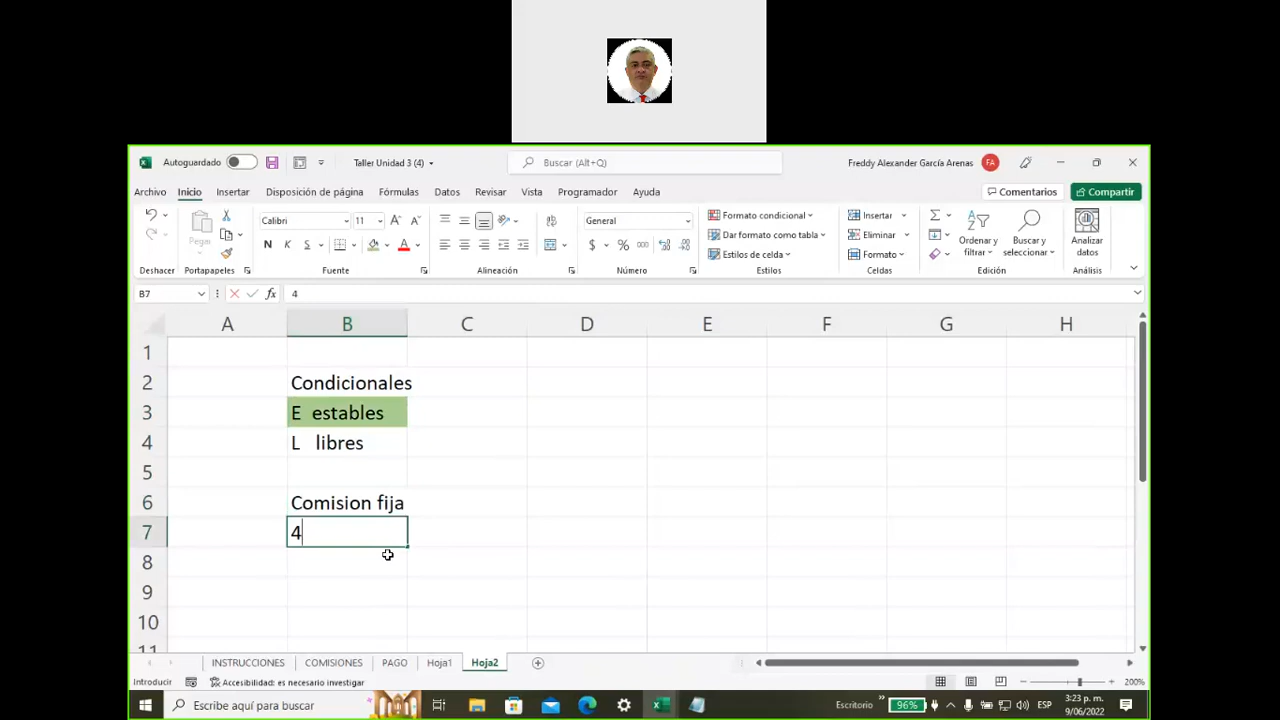 Autoguardado
Taller Unidad 3 (4)
Buscar (Alt+Q)
Freddy Alexander García Arenas
FA
Archivo Inicio Insertar Disposición de página Fórmulas Datos Revisar Vista Programador Ayuda
Comentarios
Compartir
Pegar
Calibri
11
General
Formato condicional
Dar formato como tabla
Estilos de celda
Insertar
Eliminar
Formato
Ordenar y
filtrar
Buscar y
seleccionar
Analizar
datos
N K S
$ % 000
Deshacer Portapapeles Fuente Alineación Número Estilos Celdas Edición Análisis
B7
fx
4
A B C D E F G H
1
2 Condicionales
3 E estables
4 L libres
5
6 Comision fija
7 4
8
9
10
11
INSTRUCCIONES COMISIONES PAGO Hoja1 Hoja2
Introducir
Accesibilidad: es necesario investigar
200%
Escribe aquí para buscar
Escritorio
96%
ESP
3:23 p. m.
9/06/2022